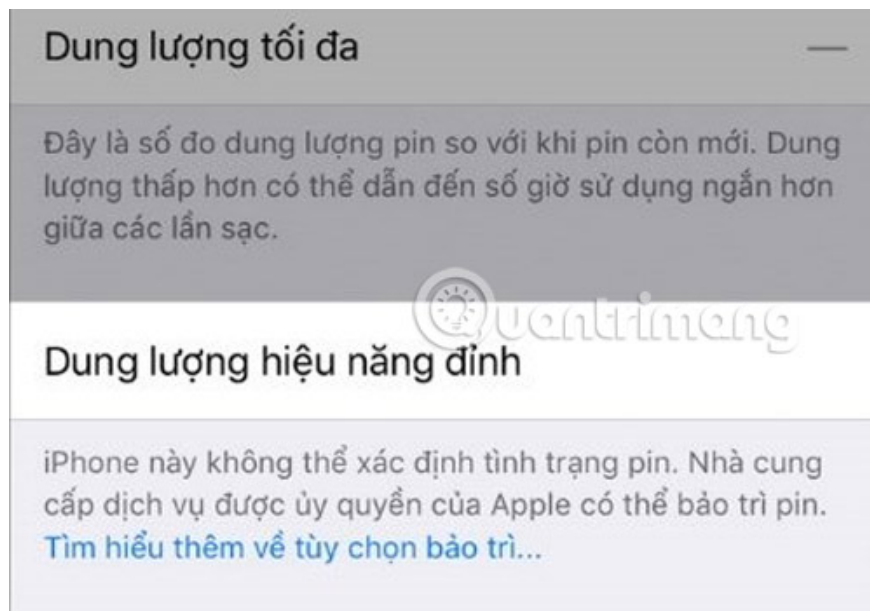 Dung lượng tối đa —
Đây là số đo dung lượng pin so với khi pin còn mới. Dung
lượng thấp hơn có thể dẫn đến số giờ sử dụng ngắn hơn
giữa các lần sạc.
Quantrimang
Dung lượng hiệu năng đỉnh
iPhone này không thể xác định tình trạng pin. Nhà cung
cấp dịch vụ được ủy quyền của Apple có thể bảo trì pin.
Tìm hiểu thêm về tùy chọn bảo trì...